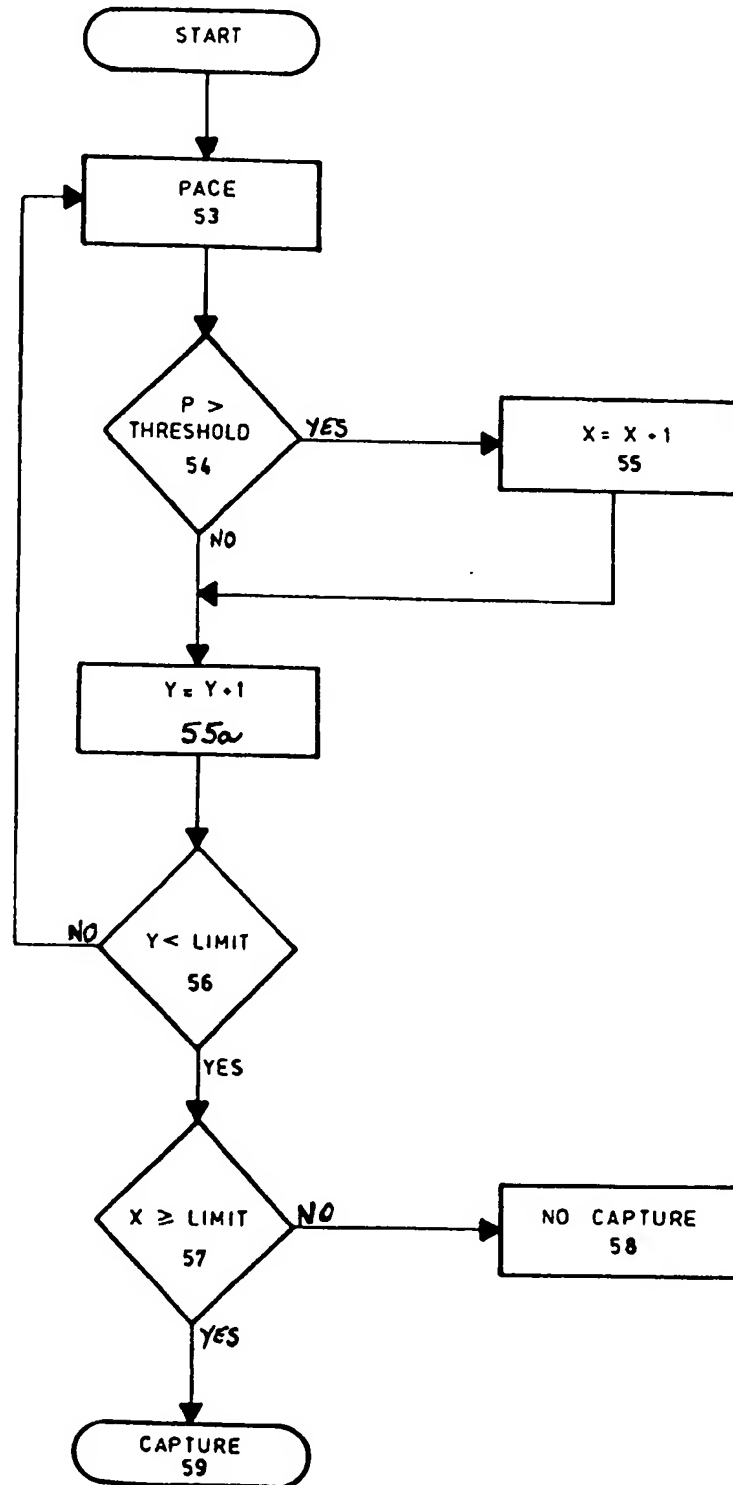 START
PACE
53
P >
THRESHOLD
54
YES
X = X + 1
55
NO
Y = Y + 1
55a
Y < LIMIT
56
NO
YES
X ≥ LIMIT
57
NO
NO CAPTURE
58
YES
CAPTURE
59